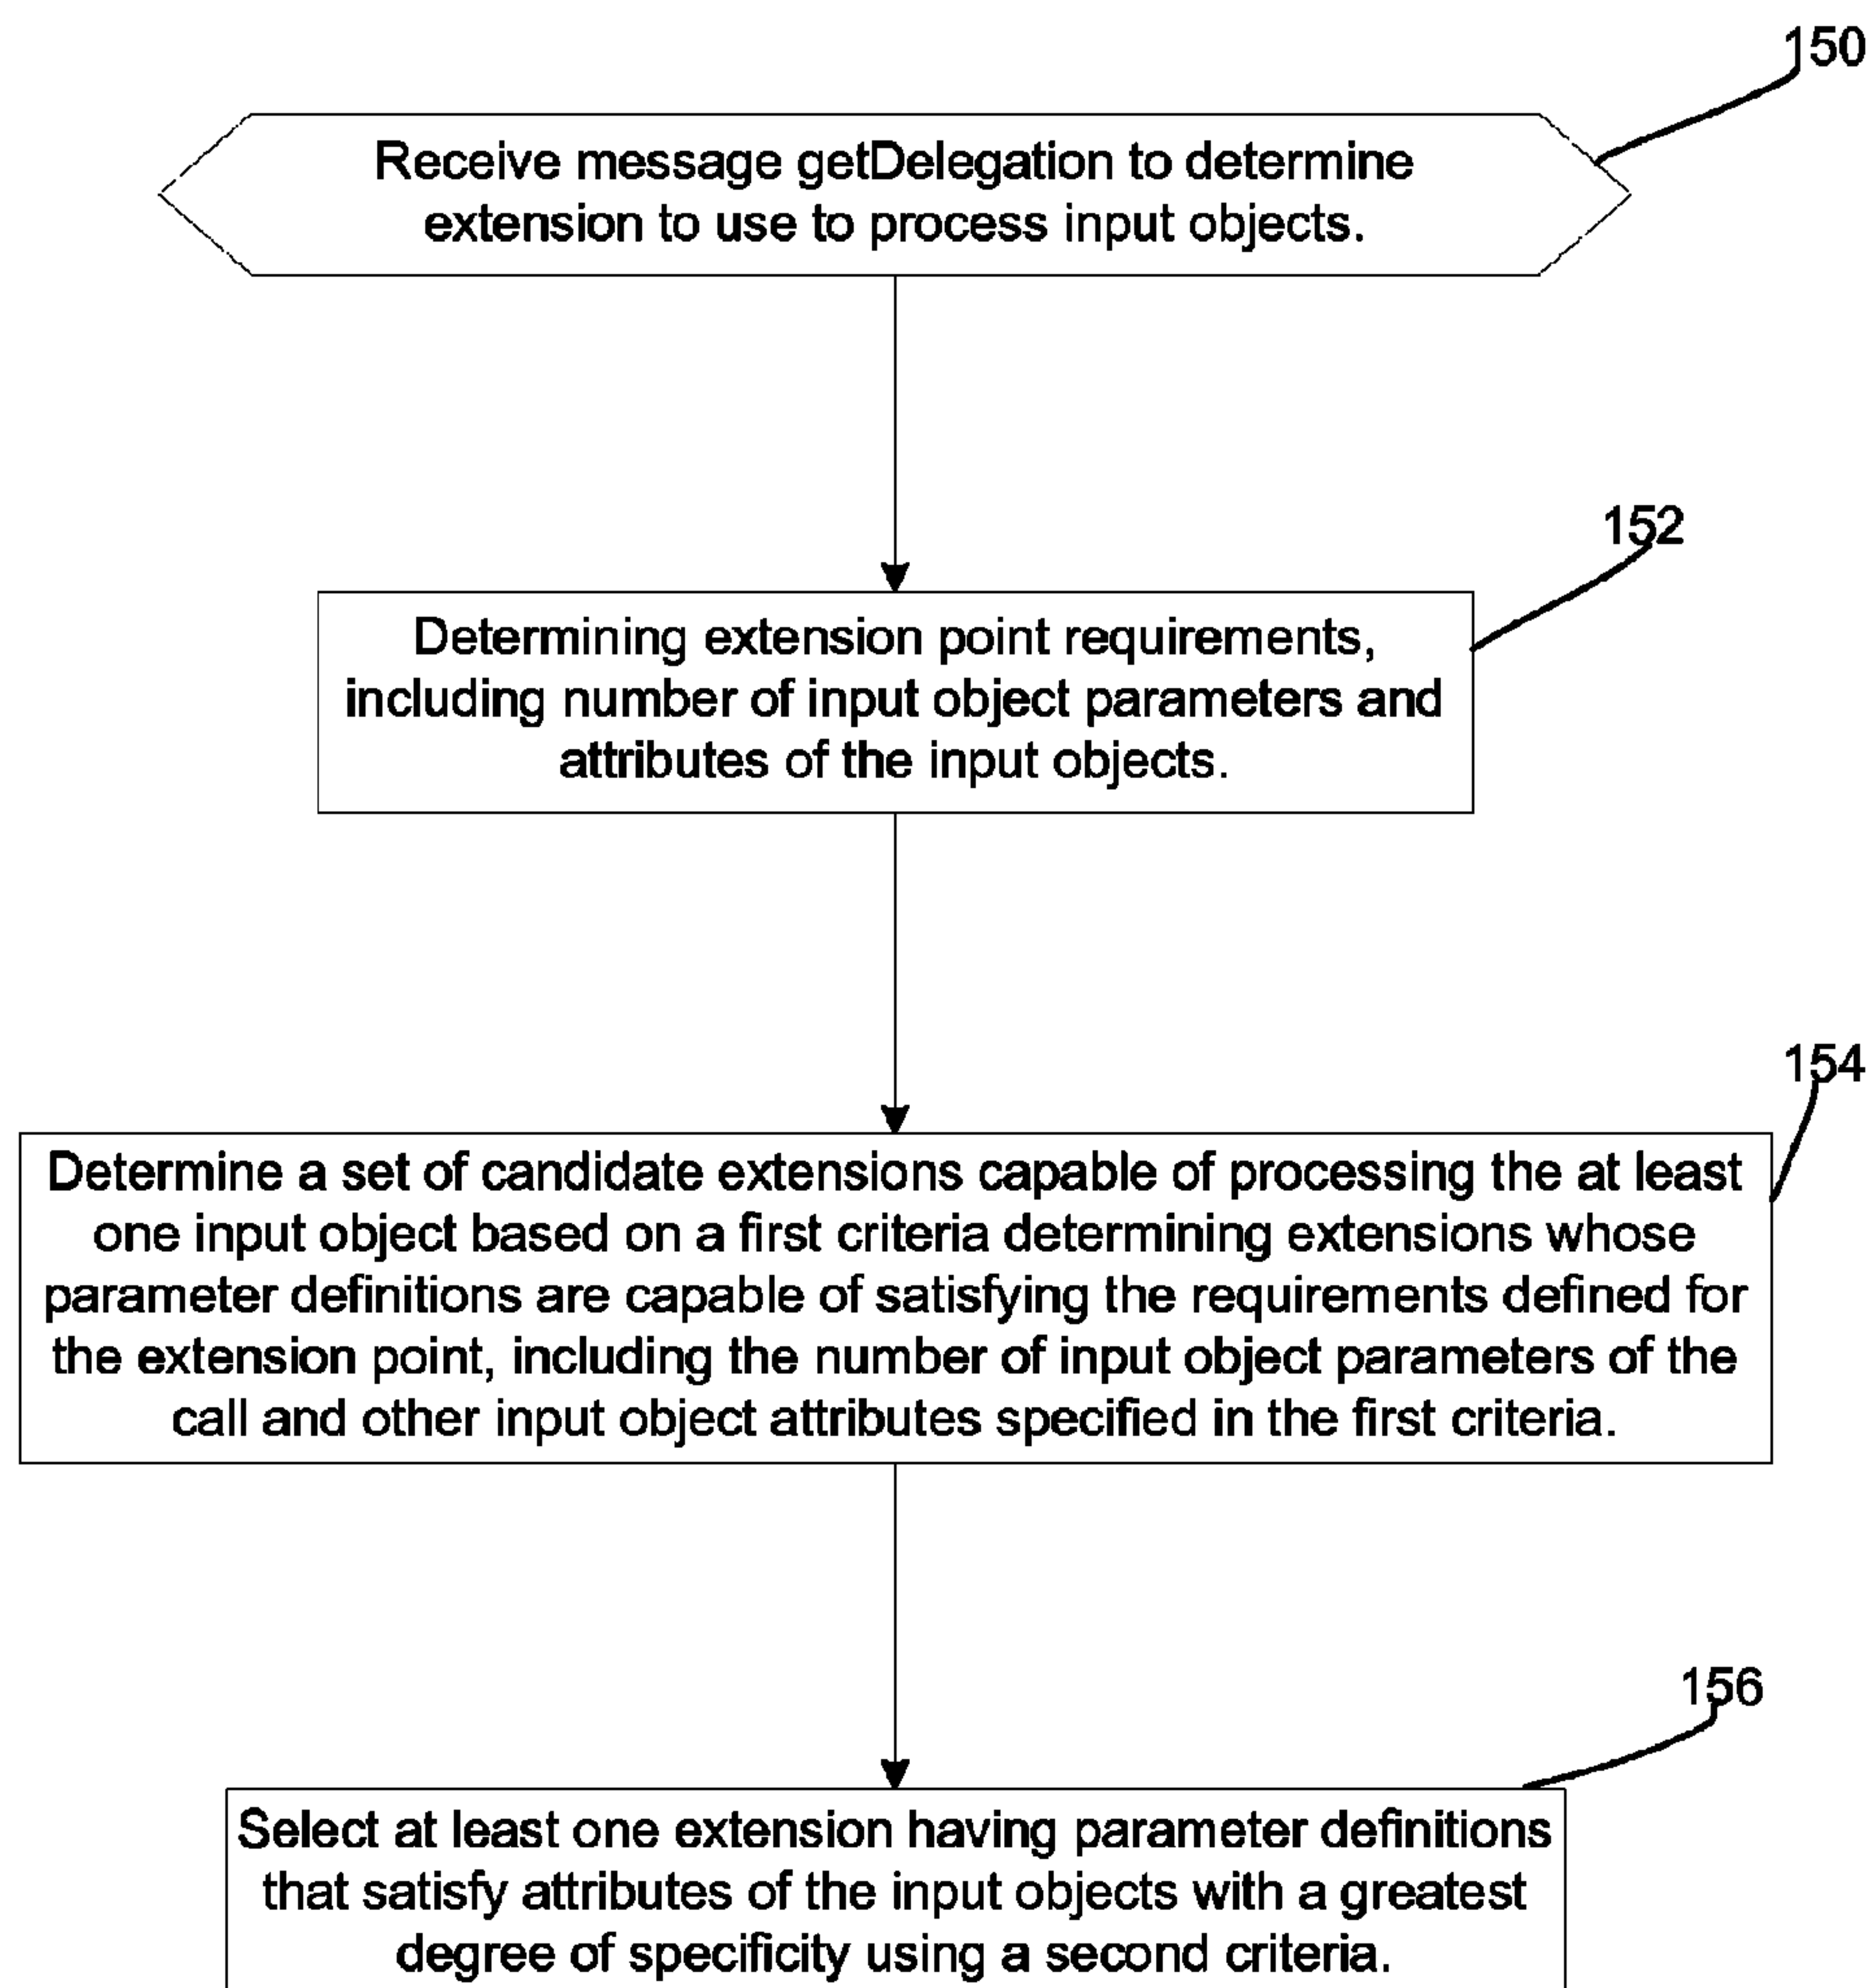 150
Receive message getDelegation to determine
extension to use to process input objects.
152
Determining extension point requirements,
including number of input object parameters and
attributes of the input objects.
154
Determine a set of candidate extensions capable of processing the at least
one input object based on a first criteria determining extensions whose
parameter definitions are capable of satisfying the requirements defined for
the extension point, including the number of input object parameters of the
call and other input object attributes specified in the first criteria.
156
Select at least one extension having parameter definitions
that satisfy attributes of the input objects with a greatest
degree of specificity using a second criteria.